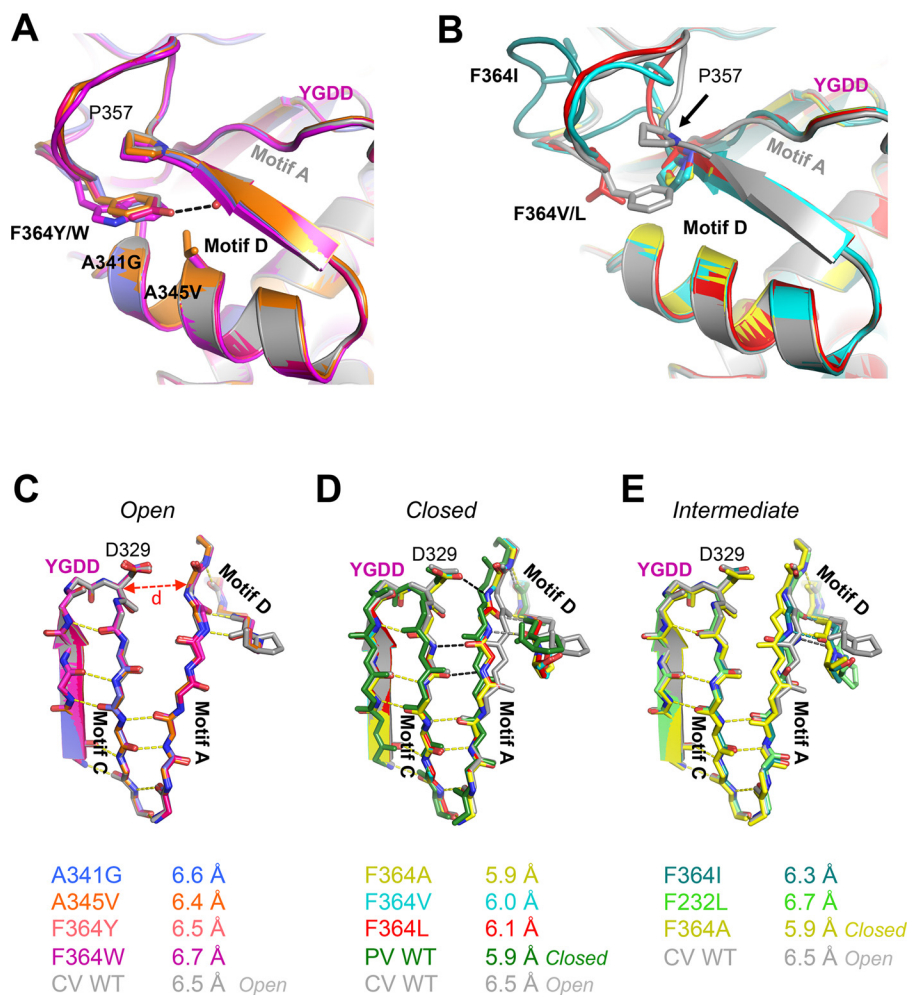 A
P357
YGDD
Motif A
F364Y/W
Motif D
A341G
A345V
B
F364I
P357
YGDD
Motif A
F364V/L
Motif D
C
Open
D329
YGDD
d
Motif D
Motif C
Motif A
A341G 6.6 Å
A345V 6.4 Å
F364Y 6.5 Å
F364W 6.7 Å
CV WT 6.5 Å Open
D
Closed
D329
YGDD
Motif D
Motif C
Motif A
F364A 5.9 Å
F364V 6.0 Å
F364L 6.1 Å
PV WT 5.9 Å Closed
CV WT 6.5 Å Open
E
Intermediate
D329
YGDD
Motif D
Motif C
Motif A
F364I 6.3 Å
F232L 6.7 Å
F364A 5.9 Å Closed
CV WT 6.5 Å Open